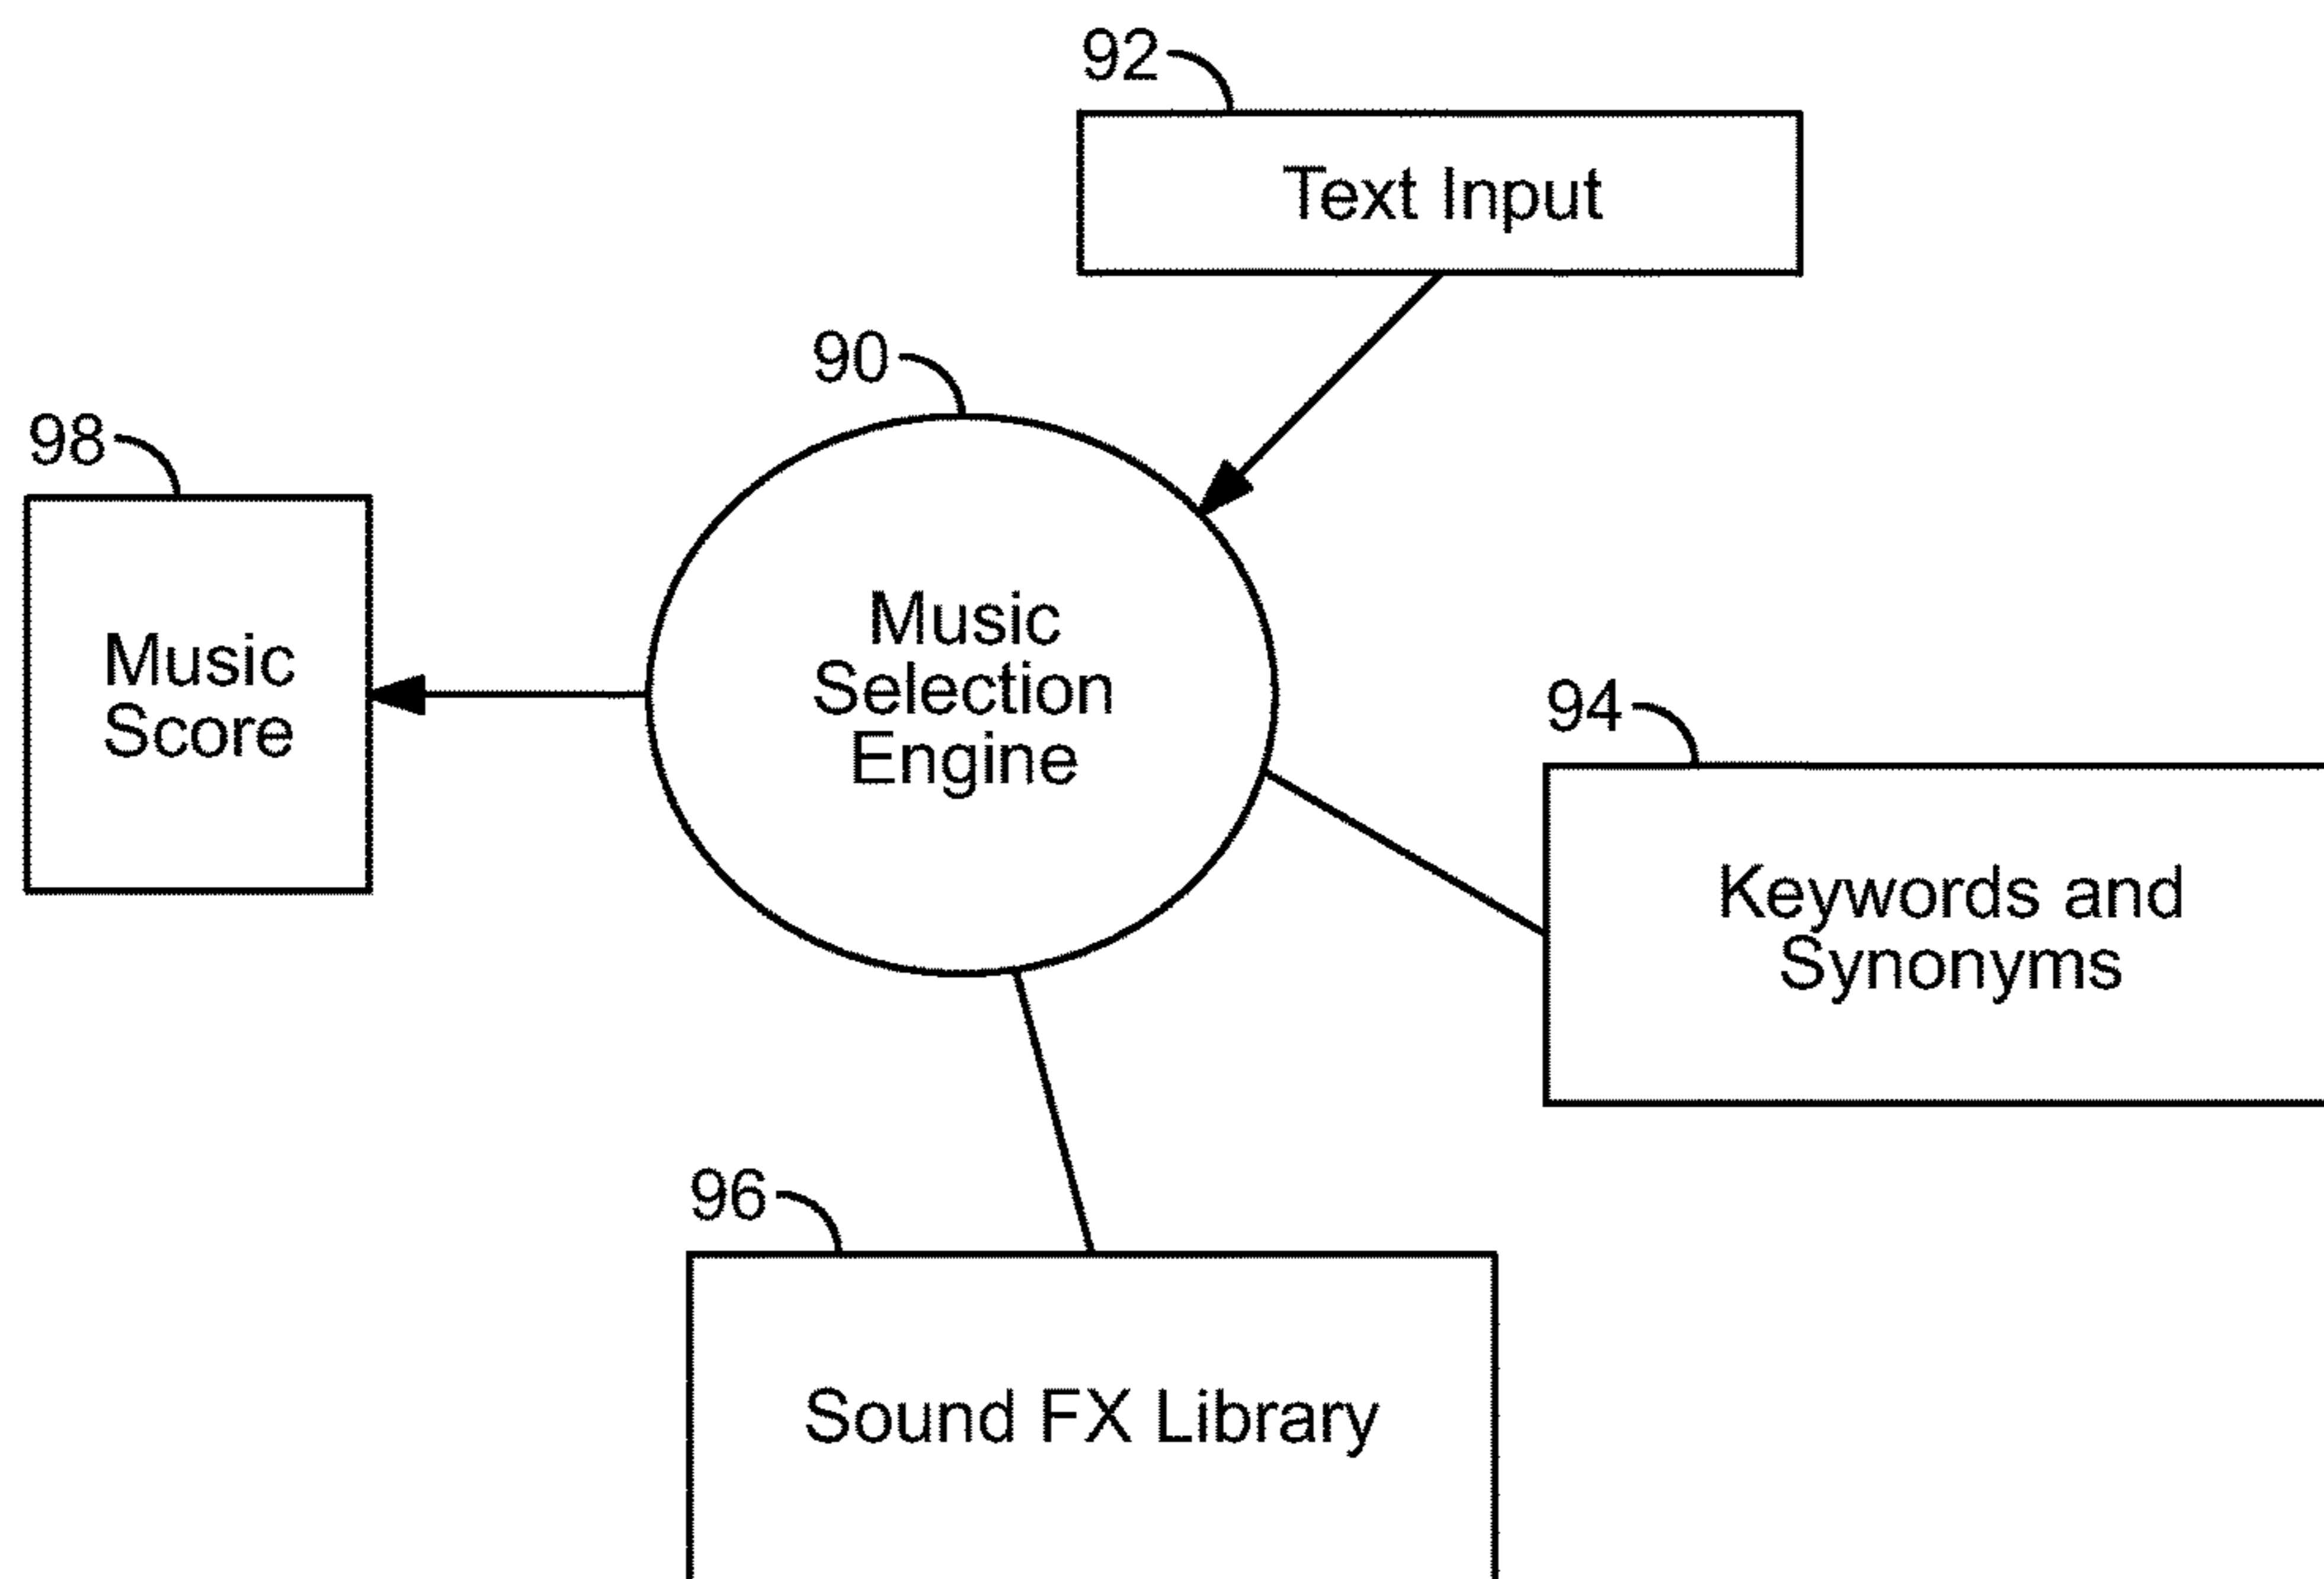 92
Text Input
90
98
Music
Selection
Engine
Music
Score
94
Keywords and
Synonyms
96
Sound FX Library